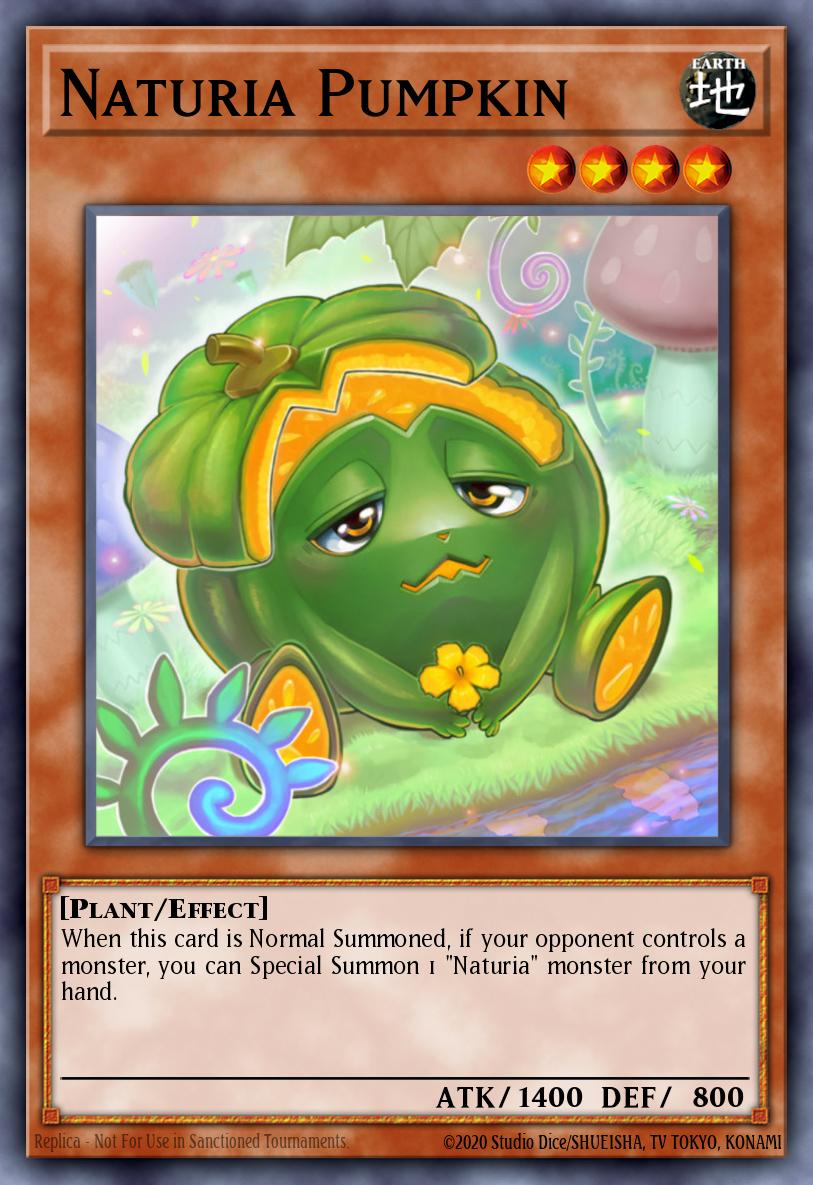 Naturia Pumpkin
EARTH
地
[Plant/Effect]
When this card is Normal Summoned, if your opponent controls a
monster, you can Special Summon 1 "Naturia" monster from your
hand.
ATK/1400 DEF/ 800
Replica - Not For Use in Sanctioned Tournaments.
©2020 Studio Dice/SHUEISHA, TV TOKYO, KONAMI